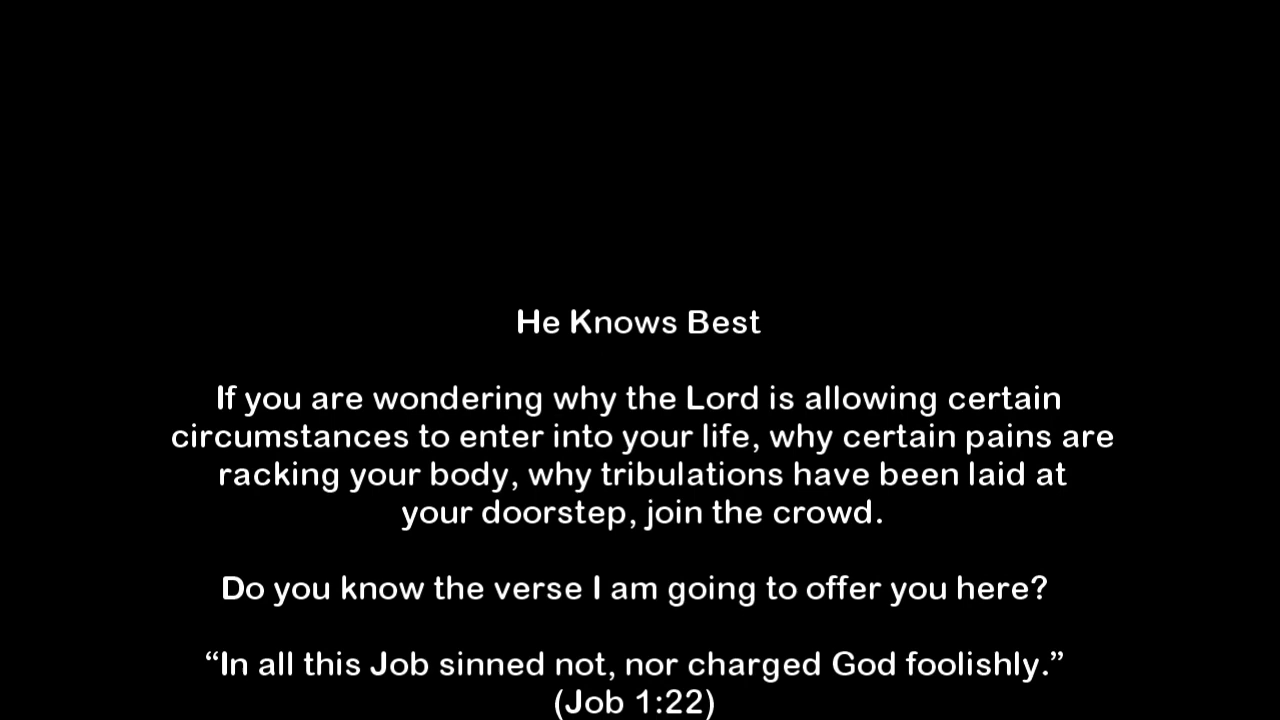 He Knows Best
If you are wondering why the Lord is allowing certain
circumstances to enter into your life, why certain pains are
racking your body, why tribulations have been laid at
your doorstep, join the crowd.
Do you know the verse I am going to offer you here?
“In all this Job sinned not, nor charged God foolishly.”
(Job 1:22)